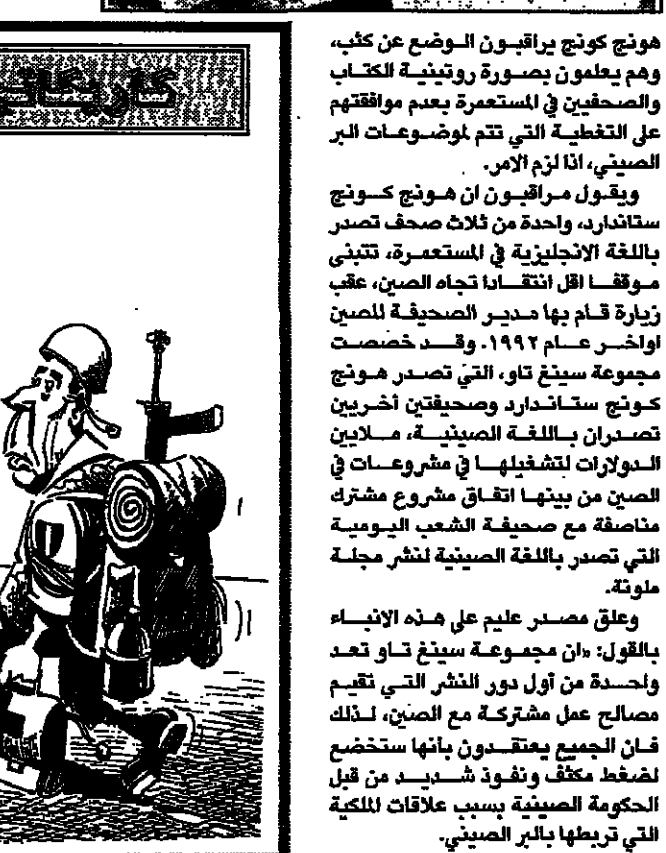 كاريكاتي
هونج كونج يراقبون الوضع عن كثب،
وهم يعلمون بصورة روتينية الكتاب
والصحفيين في المستعمرة بعدم موافقتهم
على التغطية التي تتم لموضوعات البر
الصيني، اذا لزم الامر.
ويقول مراقبون ان هونج كونج
ستاندارد، واحدة من ثلاث صحف تصدر
باللغة الانجليزية في المستعمرة، تتبنى
موقفا اقل انتقادا تجاه الصين، عقب
زيارة قام بها مدير الصحيفة للصين
اواخر عام ١٩٩٢. وقد خصصت
مجموعة سينغ تاو، التي تصدر هونج
كونج ستاندارد وصحيفتين أخريين
تصدران باللغة الصينية، ملايين
الدولارات لتشغيلها في مشروعات في
الصين من بينها اتفاق مشروع مشترك
مناصفة مع صحيفة الشعب اليومية
التي تصدر باللغة الصينية لنشر مجلة
ملونة.
وعلق مصدر عليم على هذه الانباء
بالقول: «ان مجموعة سينغ تاو تعد
واحدة من أول دور النشر التي تقيم
مصالح عمل مشتركة مع الصين، لذلك
فان الجميع يعتقدون بأنها ستخضع
لضغط مكثف ونفوذ شديد من قبل
الحكومة الصينية بسبب علاقات الملكية
التي تربطها بالبر الصيني.